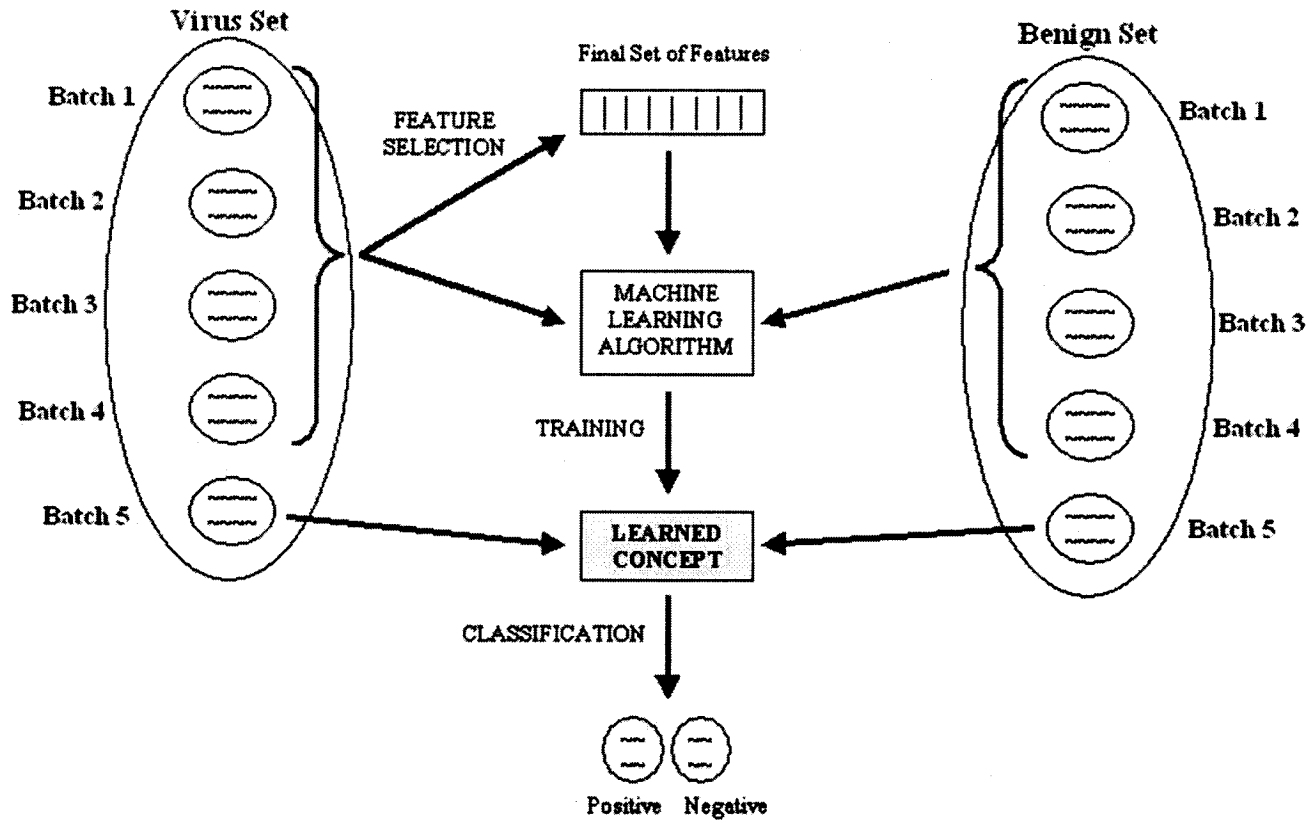 Virus Set
Batch 1
Batch 2
Batch 3
Batch 4
Batch 5
FEATURE
SELECTION
Final Set of Features
MACHINE
LEARNING
ALGORITHM
TRAINING
LEARNED
CONCEPT
CLASSIFICATION
Positive Negative
Benign Set
Batch 1
Batch 2
Batch 3
Batch 4
Batch 5